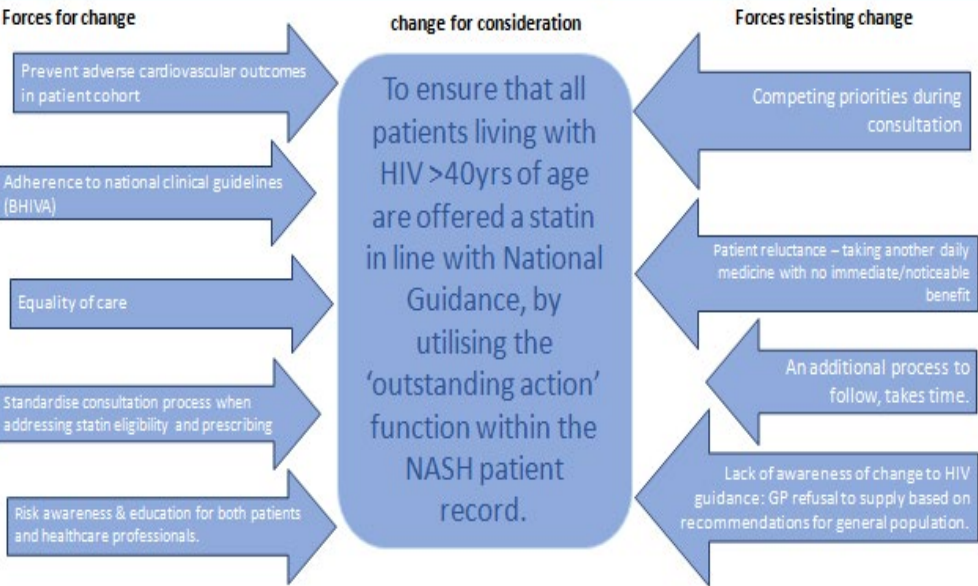 Forces for change
change for consideration
Forces resisting change
Prevent adverse cardiovascular outcomes
in patient cohort
Adherence to national clinical guidelines
(BHIVA)
Equality of care
Standardise consultation process when
addressing statin eligibility and prescribing
Risk awareness & education for both patients
and healthcare professionals.
To ensure that all
patients living with
HIV >40yrs of age
are offered a statin
in line with National
Guidance, by
utilising the
‘outstanding action’
function within the
NASH patient
record.
Competing priorities during
consultation
Patient reluctance – taking another daily
medicine with no immediate/noticeable
benefit
An additional process to
follow, takes time.
Lack of awareness of change to HIV
guidance: GP refusal to supply based on
recommendations for general population.